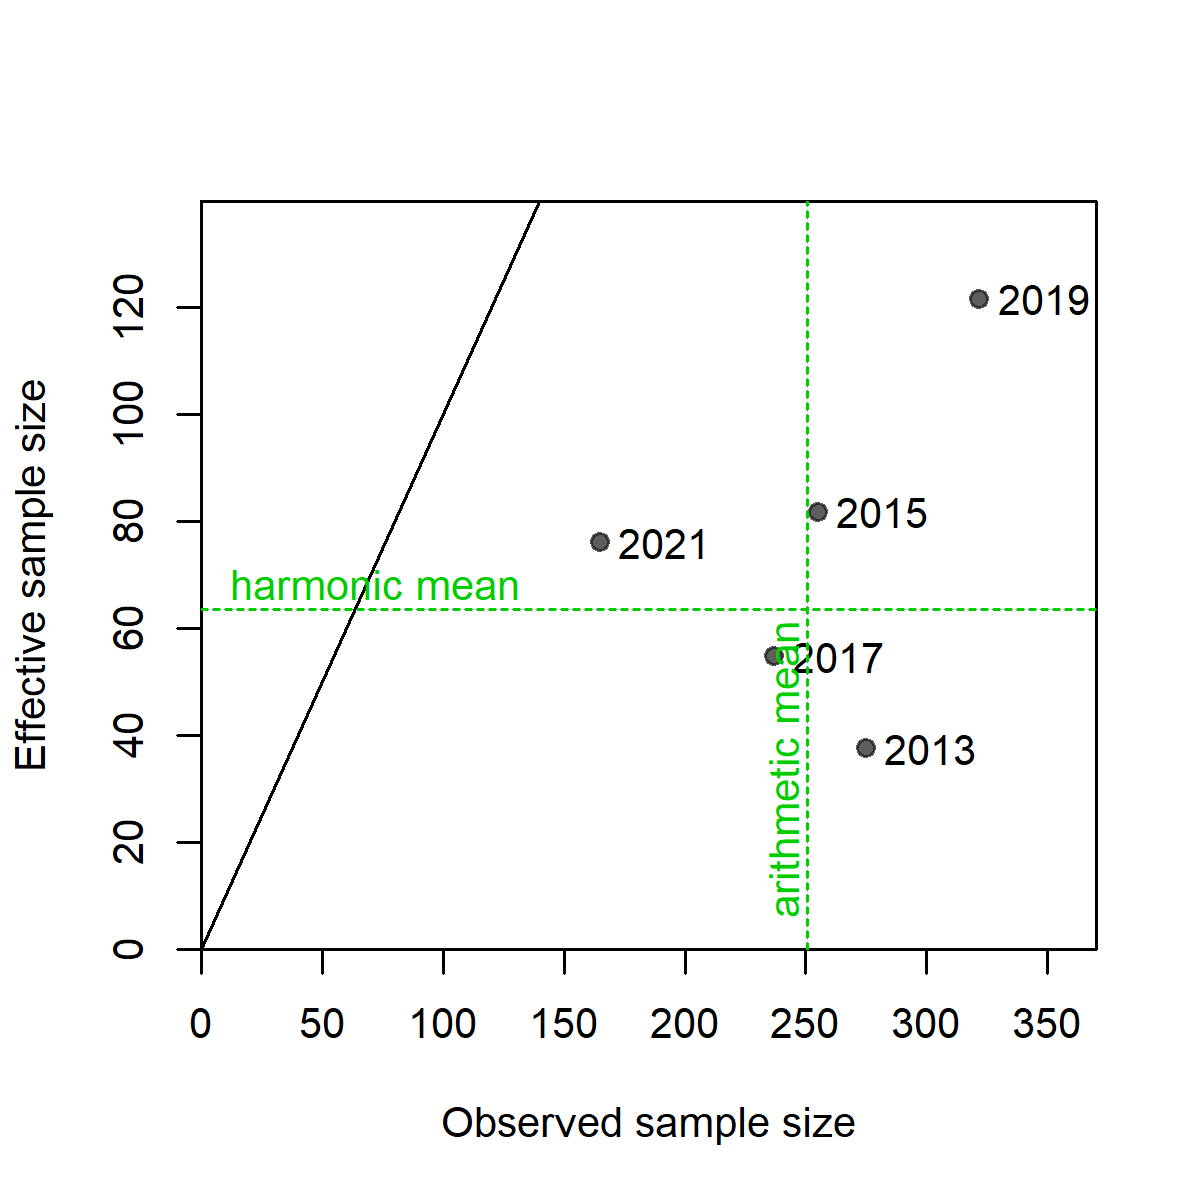 120
100
80
60
40
20
0
Effective sample size
2019
2015
2021
harmonic mean
2017
arithmetic mean
2013
0 50 100 150 200 250 300 350
Observed sample size